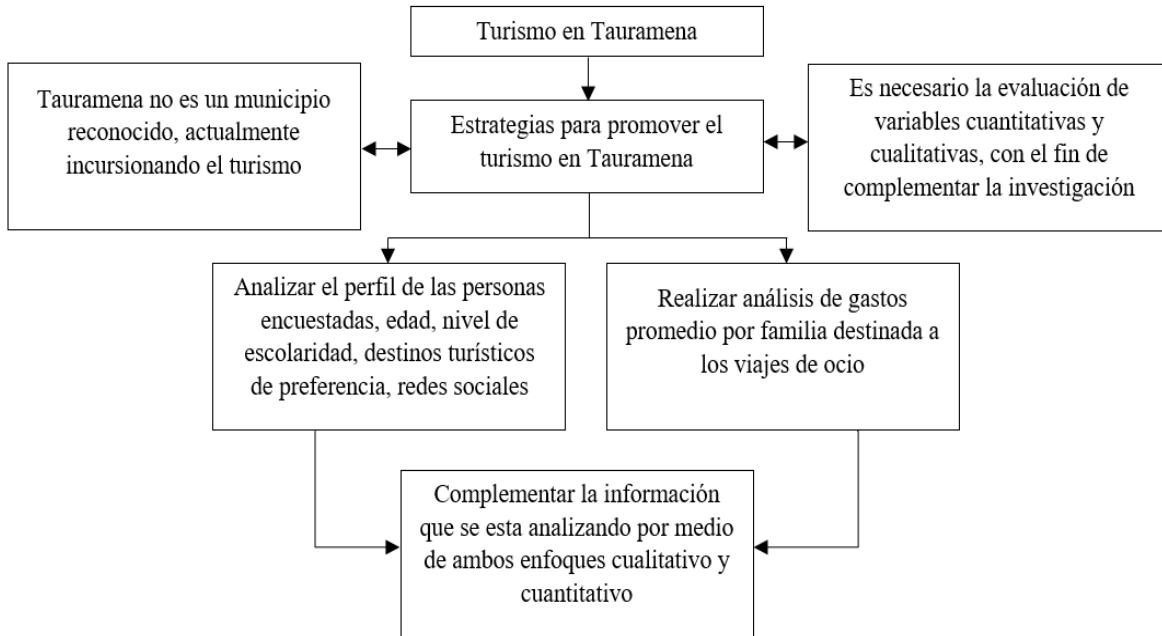 Turismo en Tauramena
Tauramena no es un municipio
reconocido, actualmente
incursionando el turismo
Estrategias para promover el
turismo en Tauramena
Es necesario la evaluación de
variables cuantitativas y
cualitativas, con el fin de
complementar la investigación
Analizar el perfil de las personas
encuestadas, edad, nivel de
escolaridad, destinos turísticos
de preferencia, redes sociales
Realizar análisis de gastos
promedio por familia destinada a
los viajes de ocio
Complementar la información
que se esta analizando por medio
de ambos enfoques cualitativo y
cuantitativo